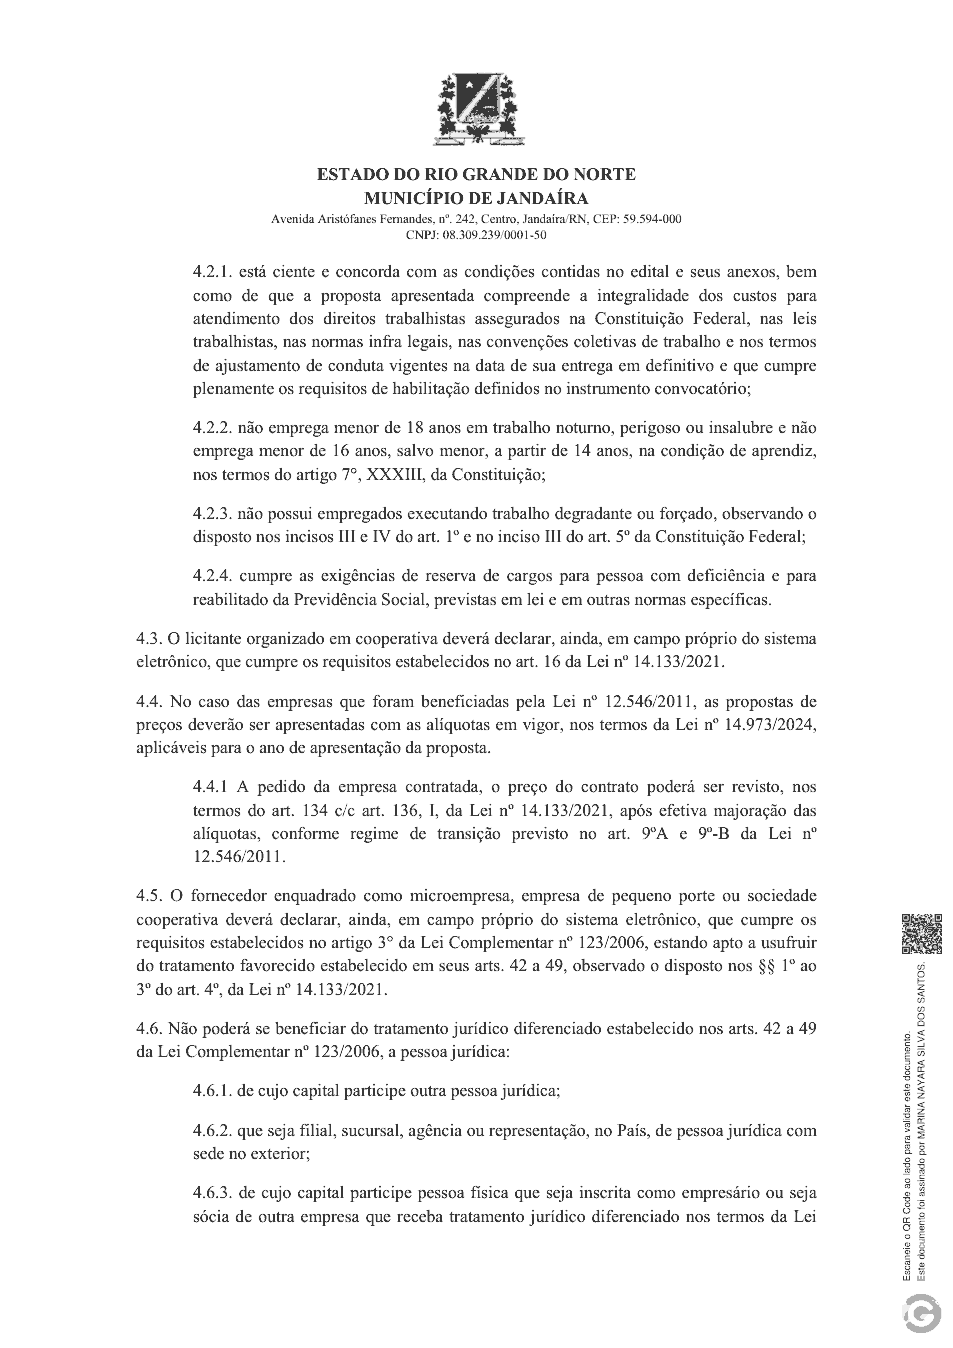 ESTADO DO RIO GRANDE DO NORTE
MUNICÍPIO DE JANDAÍRA
Avenida Aristófanes Fernandes, nº. 242, Centro, Jandaíra/RN, CEP: 59.594-000
CNPJ: 08.309.239/0001-50
4.2.1. está ciente e concorda com as condições contidas no edital e seus anexos, bem
como de que a proposta apresentada compreende a integralidade dos custos para
atendimento dos direitos trabalhistas assegurados na Constituição Federal, nas leis
trabalhistas, nas normas infra legais, nas convenções coletivas de trabalho e nos termos
de ajustamento de conduta vigentes na data de sua entrega em definitivo e que cumpre
plenamente os requisitos de habilitação definidos no instrumento convocatório;
4.2.2. não emprega menor de 18 anos em trabalho noturno, perigoso ou insalubre e não
emprega menor de 16 anos, salvo menor, a partir de 14 anos, na condição de aprendiz,
nos termos do artigo 7°, XXXIII, da Constituição;
4.2.3. não possui empregados executando trabalho degradante ou forçado, observando o
disposto nos incisos III e IV do art. 1º e no inciso III do art. 5º da Constituição Federal;
4.2.4. cumpre as exigências de reserva de cargos para pessoa com deficiência e para
reabilitado da Previdência Social, previstas em lei e em outras normas específicas.
4.3. O licitante organizado em cooperativa deverá declarar, ainda, em campo próprio do sistema
eletrônico, que cumpre os requisitos estabelecidos no art. 16 da Lei nº 14.133/2021.
4.4. No caso das empresas que foram beneficiadas pela Lei nº 12.546/2011, as propostas de
preços deverão ser apresentadas com as alíquotas em vigor, nos termos da Lei nº 14.973/2024,
aplicáveis para o ano de apresentação da proposta.
4.4.1 A pedido da empresa contratada, o preço do contrato poderá ser revisto, nos
termos do art. 134 c/c art. 136, I, da Lei nº 14.133/2021, após efetiva majoração das
alíquotas, conforme regime de transição previsto no art. 9ºA e 9º-B da Lei nº
12.546/2011.
4.5. O fornecedor enquadrado como microempresa, empresa de pequeno porte ou sociedade
cooperativa deverá declarar, ainda, em campo próprio do sistema eletrônico, que cumpre os
requisitos estabelecidos no artigo 3° da Lei Complementar nº 123/2006, estando apto a usufruir
do tratamento favorecido estabelecido em seus arts. 42 a 49, observado o disposto nos §§ 1º ao
3º do art. 4º, da Lei nº 14.133/2021.
4.6. Não poderá se beneficiar do tratamento jurídico diferenciado estabelecido nos arts. 42 a 49
da Lei Complementar nº 123/2006, a pessoa jurídica:
4.6.1. de cujo capital participe outra pessoa jurídica;
4.6.2. que seja filial, sucursal, agência ou representação, no País, de pessoa jurídica com
sede no exterior;
4.6.3. de cujo capital participe pessoa física que seja inscrita como empresário ou seja
sócia de outra empresa que receba tratamento jurídico diferenciado nos termos da Lei
Escaneie o QR Code ao lado para validar este documento.
Este documento foi assinado por MARINA NAYARA SILVA DOS SANTOS.